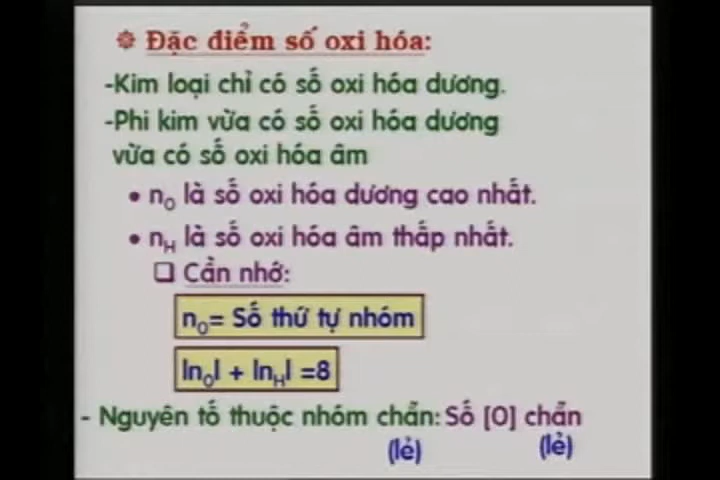 ❉ Đặc điểm số oxi hóa:
-Kim loại chỉ có số oxi hóa dương.
-Phi kim vừa có số oxi hóa dương
vừa có số oxi hóa âm
• nO là số oxi hóa dương cao nhất.
• nH là số oxi hóa âm thấp nhất.
❑ Cần nhớ:
nO= Số thứ tự nhóm
lnOl + lnHl =8
- Nguyên tố thuộc nhóm chẵn: Số [O] chẵn
(lẻ) (lẻ)